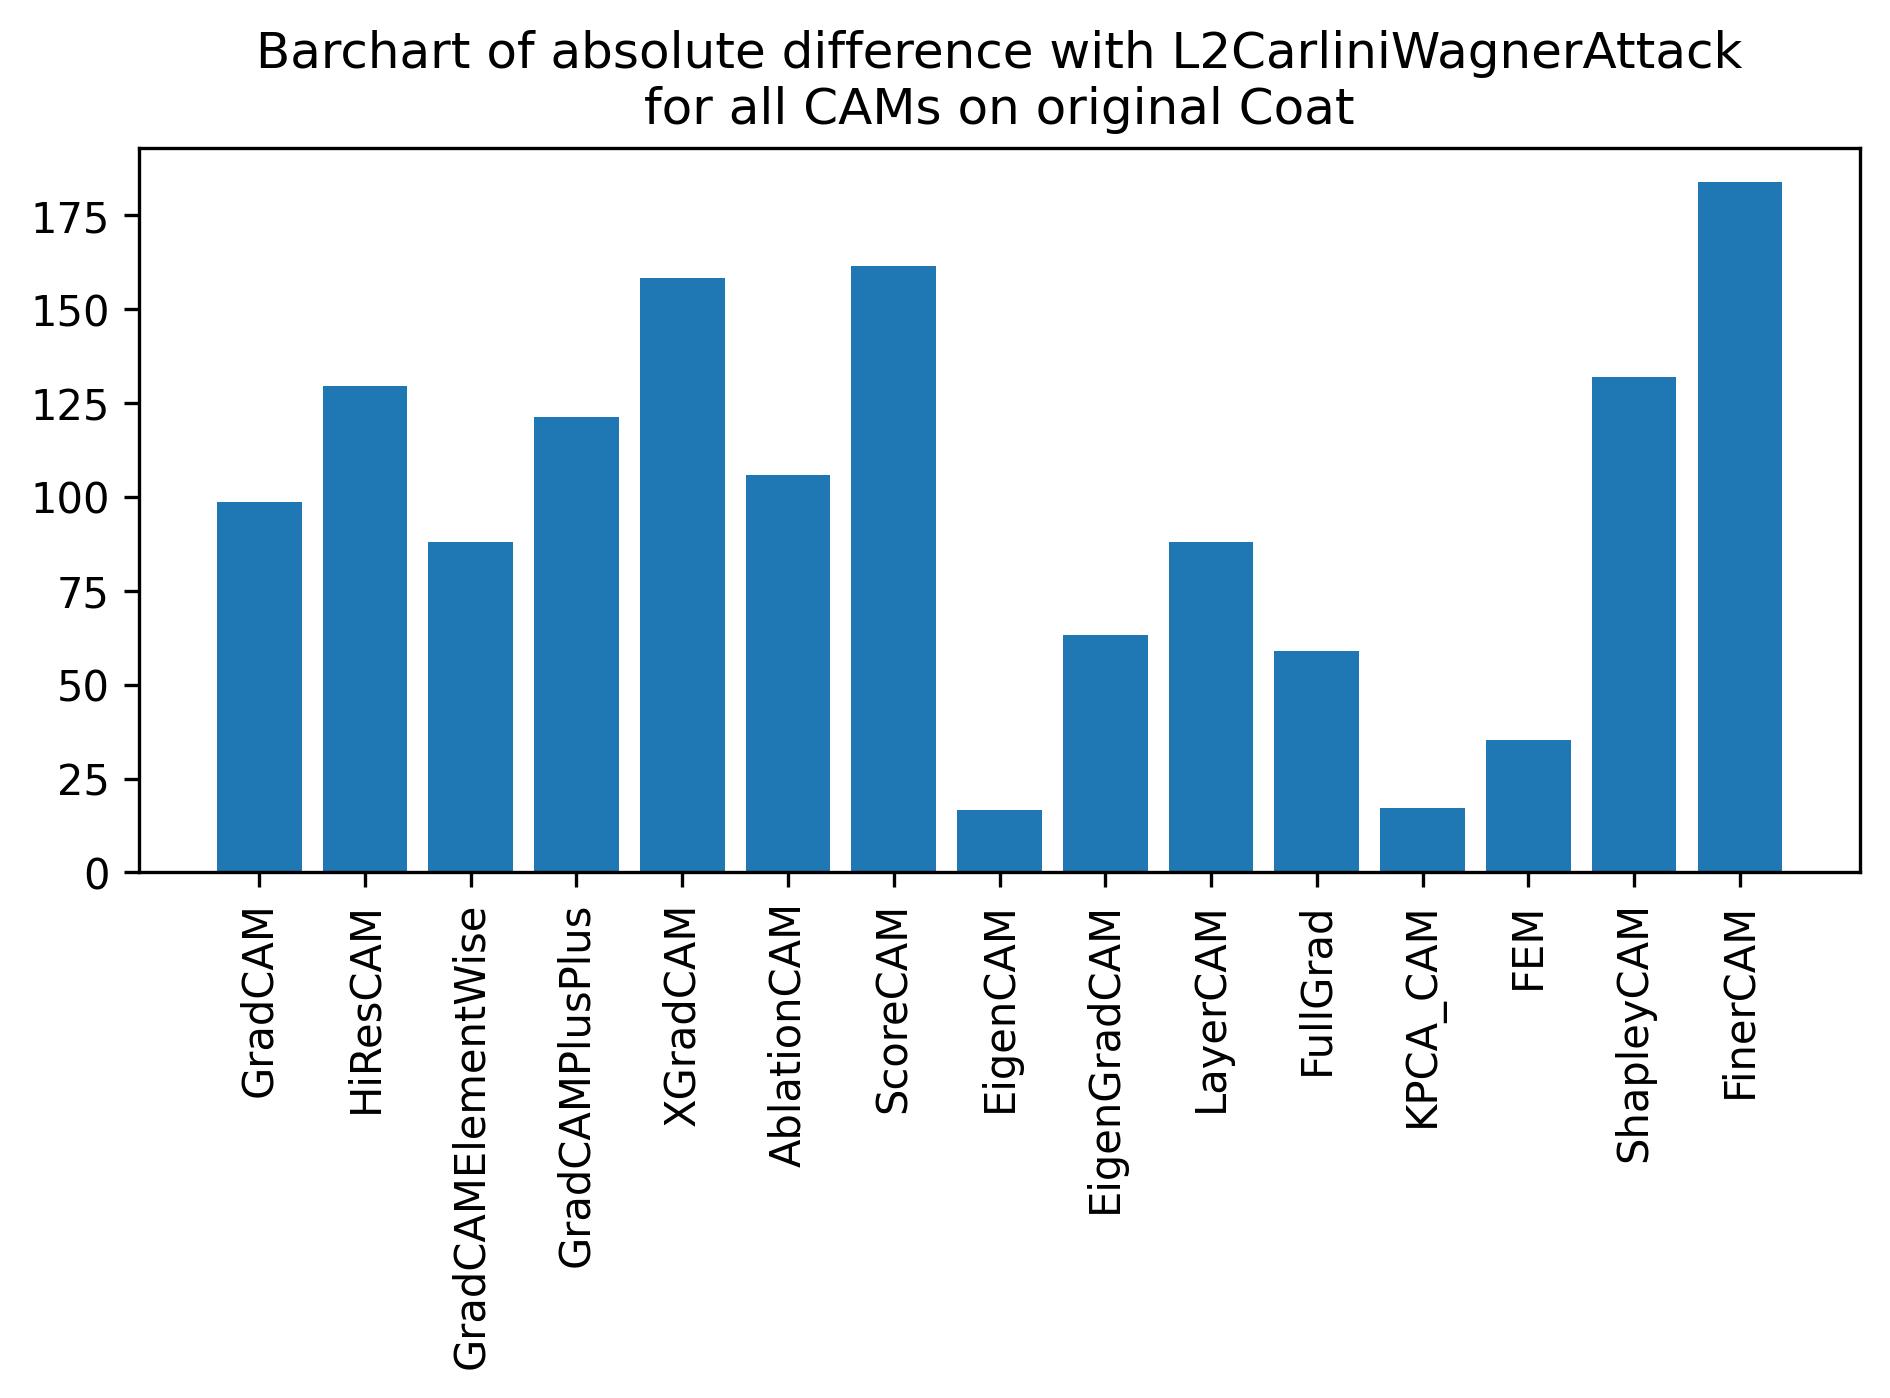 Barchart of absolute difference with L2CarliniWagnerAttack
for all CAMs on original Coat
175
150
125
100
75
50
25
0
GradCAM
HiResCAM
GradCAMElementWise
GradCAMPlusPlus
XGradCAM
AblationCAM
ScoreCAM
EigenCAM
EigenGradCAM
LayerCAM
FullGrad
KPCA_CAM
FEM
ShapleyCAM
FinerCAM